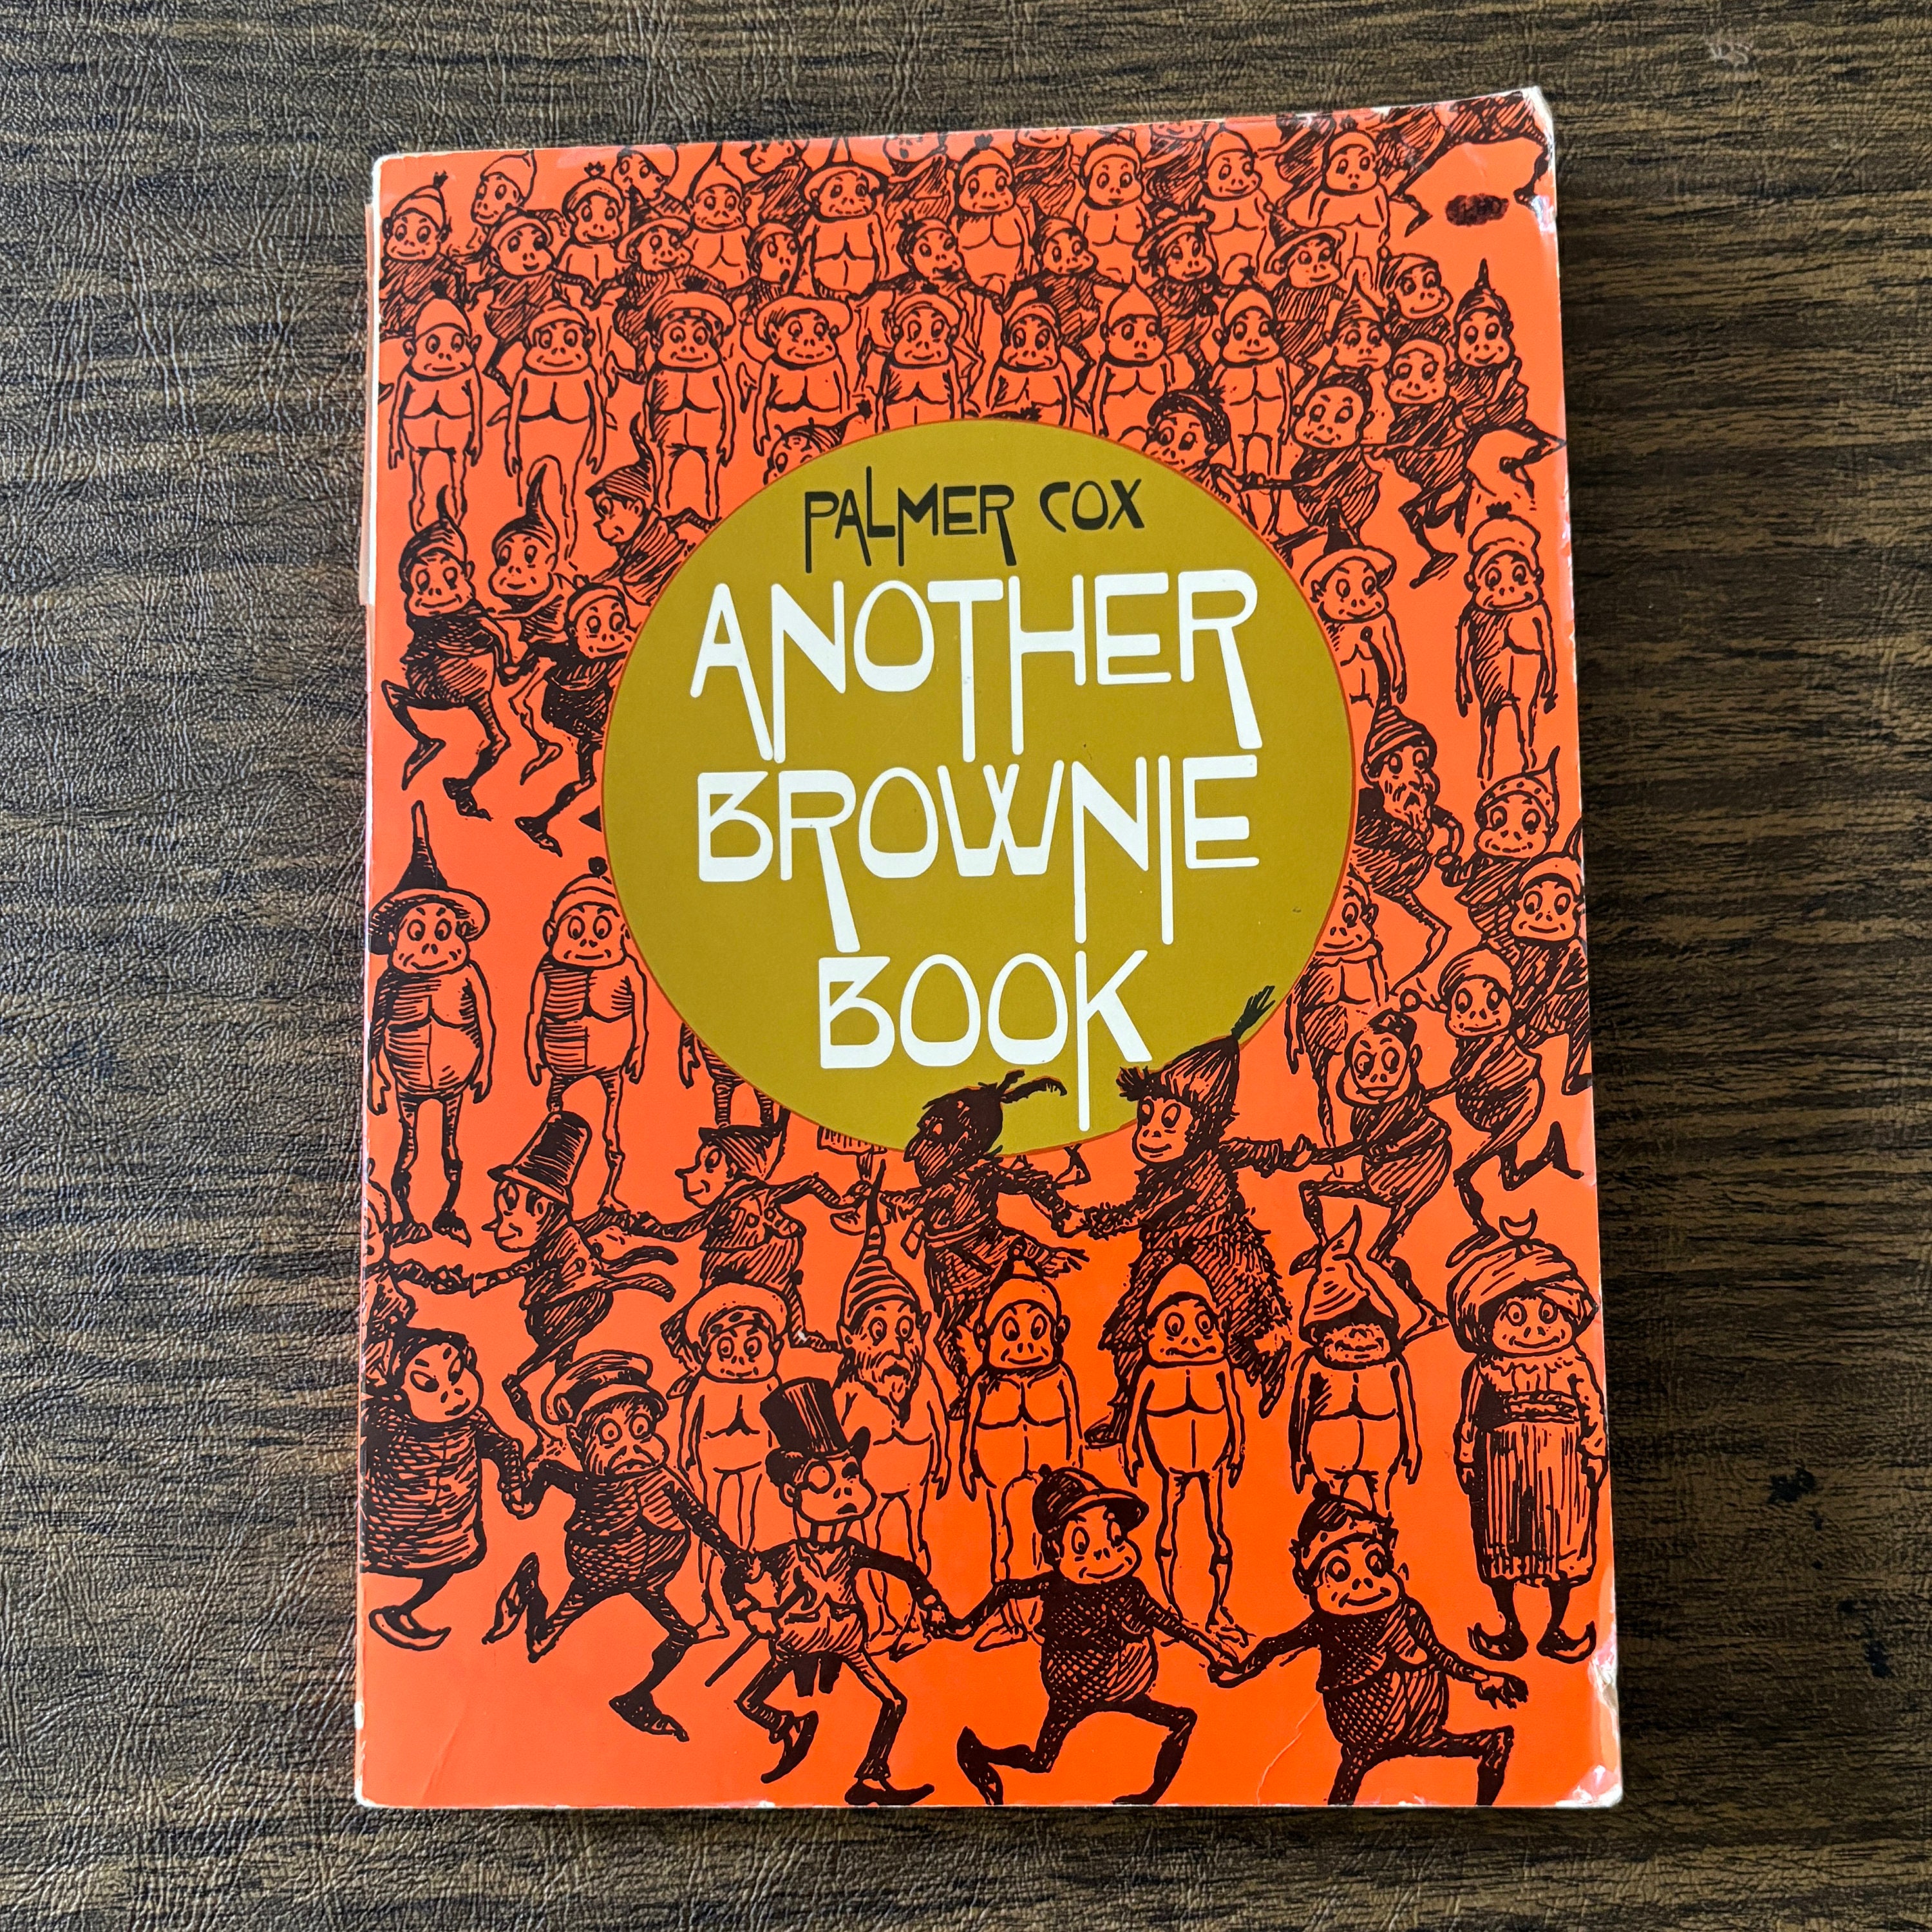 PALMER COX
ANOTHER
BROWNIE
BOOK